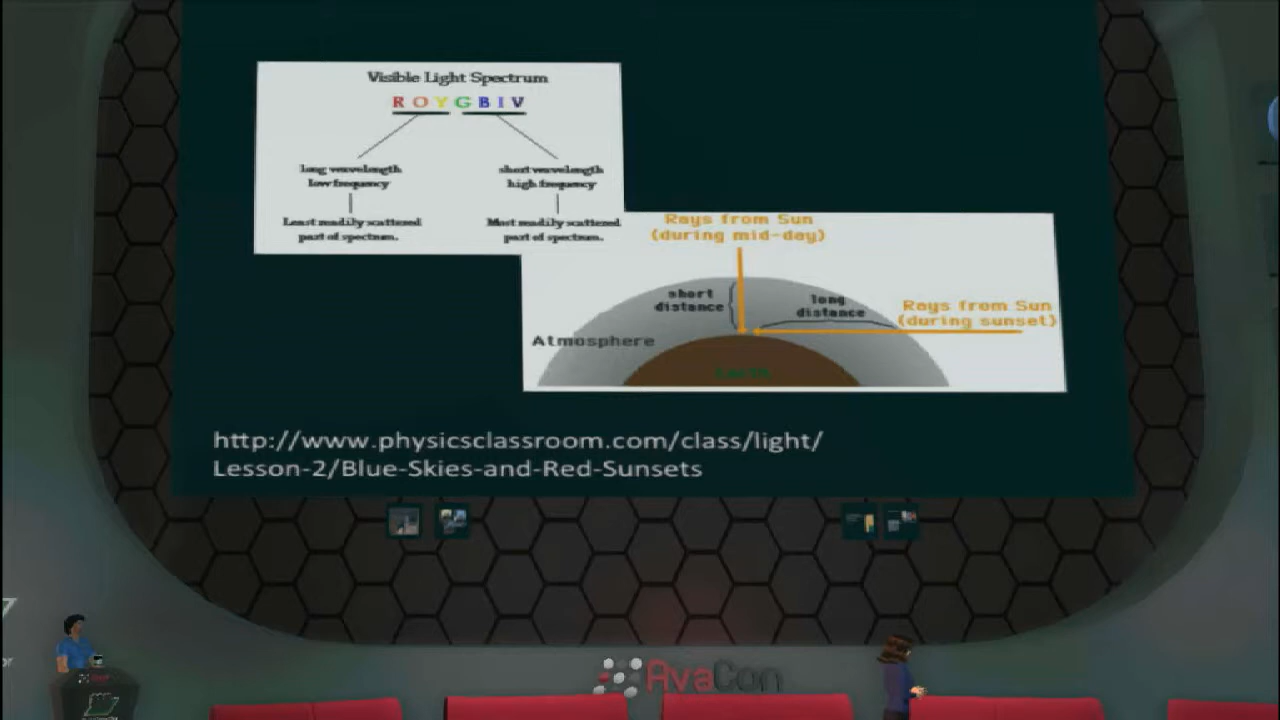 Visible Light Spectrum
R O Y G B I V
long wavelength
low frequency
short wavelength
high frequency
Least readily scattered
part of spectrum.
Most readily scattered
part of spectrum.
Rays from Sun
(during mid-day)
short
distance
long
distance
Rays from Sun
(during sunset)
Atmosphere
Earth
http://www.physicsclassroom.com/class/light/
Lesson-2/Blue-Skies-and-Red-Sunsets
AvaCon